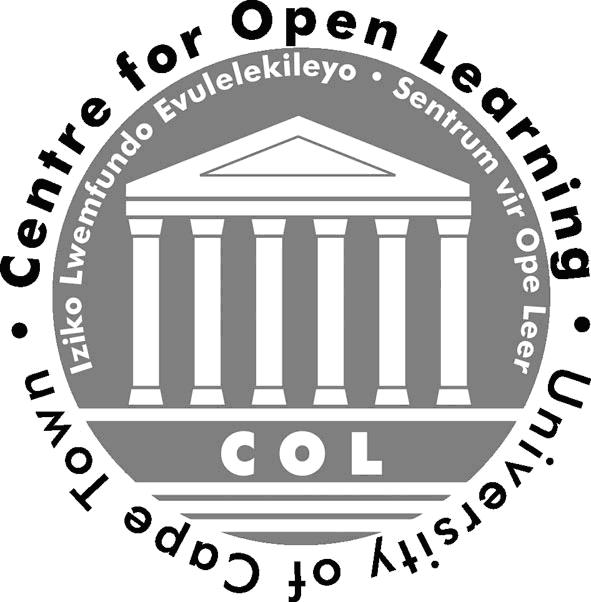 Centre for Open Learning • University of Cape Town •
Iziko Lwemfundo Evulelekileyo • Sentrum vir Ope Leer
COL